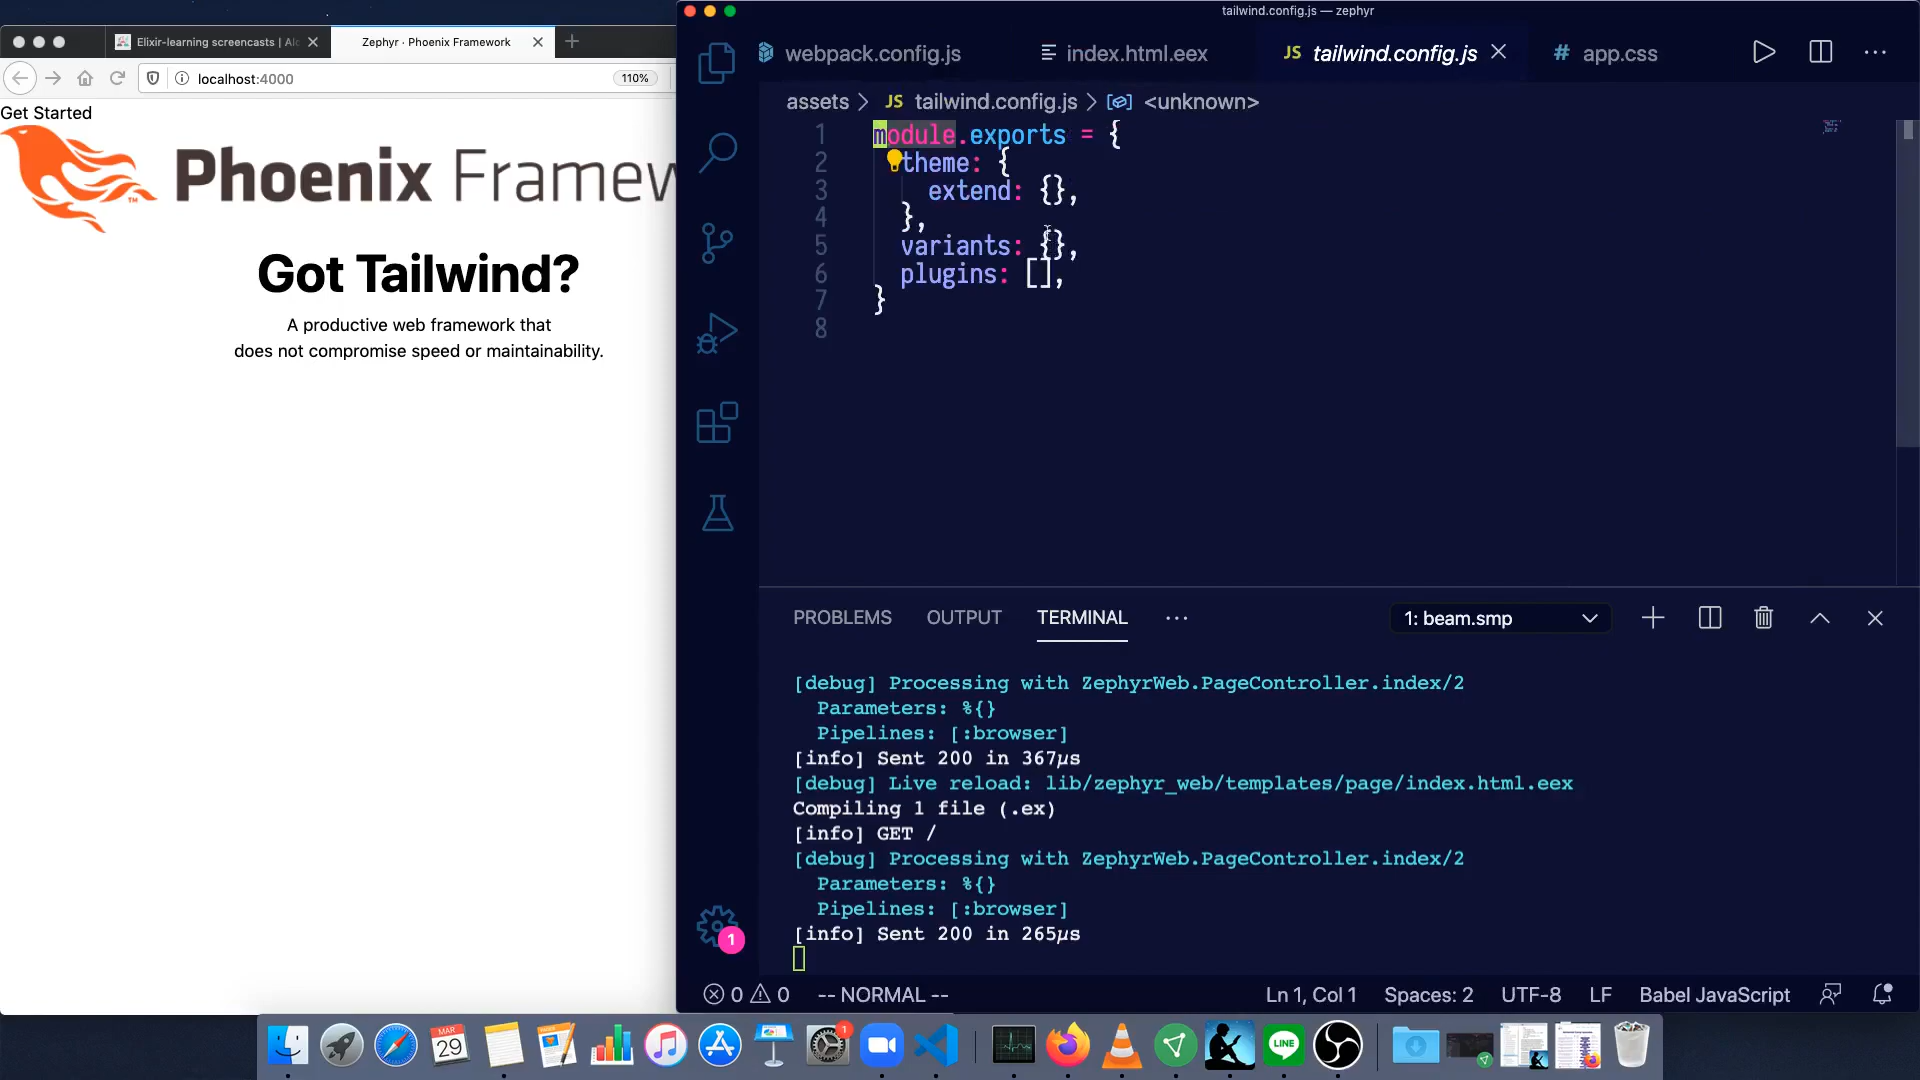 tailwind.config.js — zephyr
Elixir-learning screencasts | Alc
Zephyr · Phoenix Framework
localhost:4000
110%
Get Started
Phoenix Framew
Got Tailwind?
A productive web framework that
does not compromise speed or maintainability.
webpack.config.js
index.html.eex
JS tailwind.config.js
# app.css
assets > JS tailwind.config.js > <unknown>
1 module.exports = {
2 theme: {
3 extend: {},
4 },
5 variants: {},
6 plugins: [],
7 }
8
PROBLEMS OUTPUT TERMINAL ···
1: beam.smp
[debug] Processing with ZephyrWeb.PageController.index/2
Parameters: %{}
Pipelines: [:browser]
[info] Sent 200 in 367µs
[debug] Live reload: lib/zephyr_web/templates/page/index.html.eex
Compiling 1 file (.ex)
[info] GET /
[debug] Processing with ZephyrWeb.PageController.index/2
Parameters: %{}
Pipelines: [:browser]
[info] Sent 200 in 265µs
1
0 0 -- NORMAL --
Ln 1, Col 1 Spaces: 2 UTF-8 LF Babel JavaScript
MAR
29
1
LINE